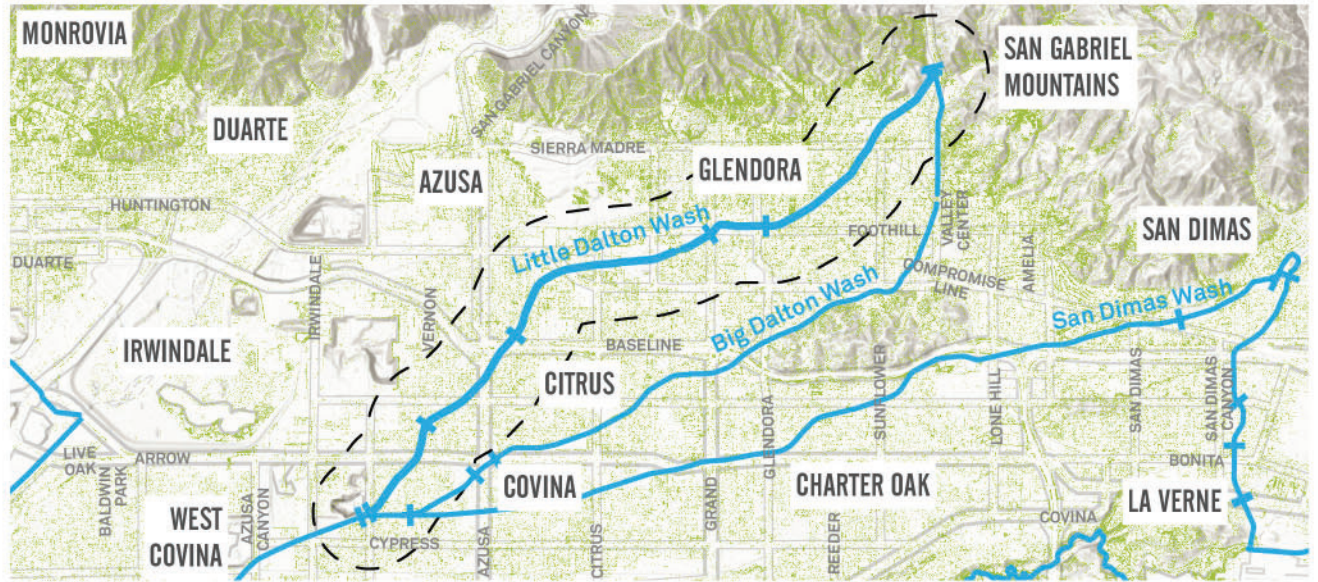 MONROVIA
SAN GABRIEL
MOUNTAINS
SAN GABRIEL CANYON
DUARTE
SIERRA MADRE
GLENDORA
AZUSA
HUNTINGTON
Little Dalton Wash
FOOTHILL
VALLEY
CENTER
SAN DIMAS
DUARTE
COMPROMISE
LINE
AMELIA
IRWINDALE
VERNON
Big Dalton Wash
San Dimas Wash
IRWINDALE
BASELINE
CITRUS
SUNFLOWER
LONE HILL
SAN DIMAS
SAN DIMAS
CANYON
LIVE
OAK
ARROW
BALDWIN
PARK
GLENDORA
BONITA
COVINA
CHARTER OAK
LA VERNE
WEST
COVINA
AZUSA
CANYON
CYPRESS
AZUSA
CITRUS
GRAND
REEDER
COVINA